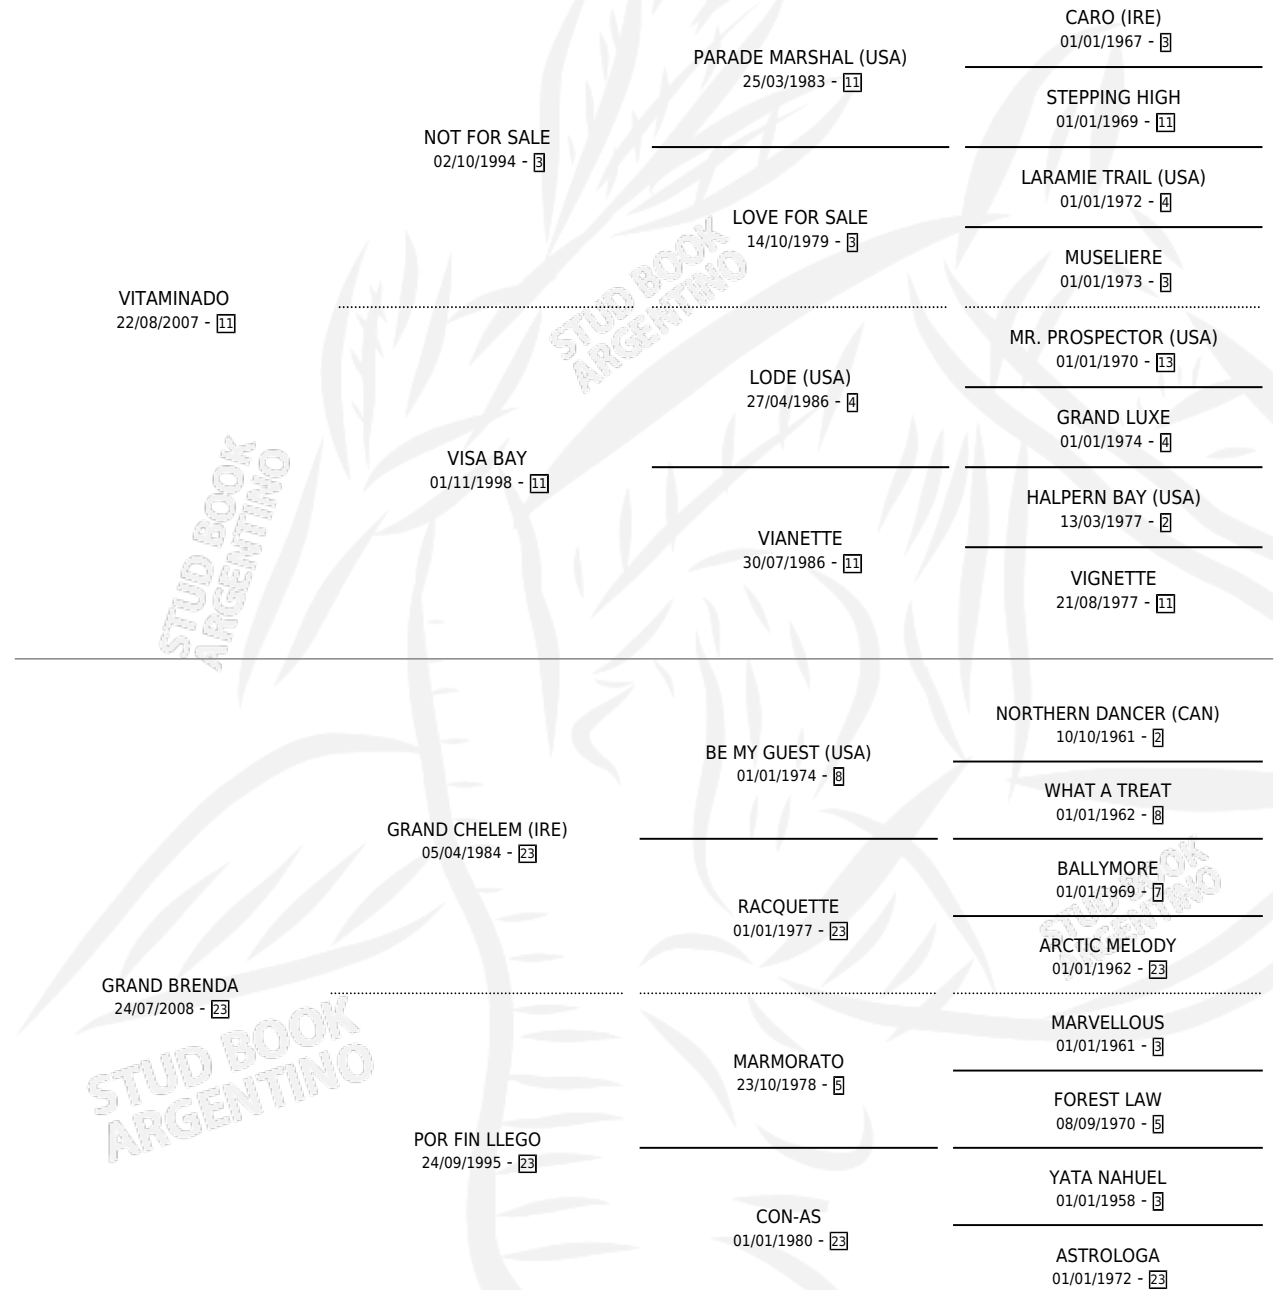 CARO (IRE)
01/01/1967 - 3
PARADE MARSHAL (USA)
25/03/1983 - 11
STEPPING HIGH
01/01/1969 - 11
NOT FOR SALE
02/10/1994 - 3
LARAMIE TRAIL (USA)
01/01/1972 - 4
LOVE FOR SALE
14/10/1979 - 3
MUSELIERE
01/01/1973 - 3
VITAMINADO
22/08/2007 - 11
MR. PROSPECTOR (USA)
01/01/1970 - 13
LODE (USA)
27/04/1986 - 4
GRAND LUXE
01/01/1974 - 4
VISA BAY
01/11/1998 - 11
HALPERN BAY (USA)
13/03/1977 - 2
VIANETTE
30/07/1986 - 11
VIGNETTE
21/08/1977 - 11
NORTHERN DANCER (CAN)
10/10/1961 - 2
BE MY GUEST (USA)
01/01/1974 - 8
WHAT A TREAT
01/01/1962 - 8
GRAND CHELEM (IRE)
05/04/1984 - 23
BALLYMORE
01/01/1969 - 7
RACQUETTE
01/01/1977 - 23
ARCTIC MELODY
01/01/1962 - 23
GRAND BRENDA
24/07/2008 - 23
MARVELLOUS
01/01/1961 - 3
MARMORATO
23/10/1978 - 5
FOREST LAW
08/09/1970 - 5
POR FIN LLEGO
24/09/1995 - 23
YATA NAHUEL
01/01/1958 - 3
CON-AS
01/01/1980 - 23
ASTROLOGA
01/01/1972 - 23
STUD BOOK
ARGENTINO
STUD BOOK
ARGENTINO
STUD BOOK
ARGENTINO
STUD BOOK
ARGENTINO